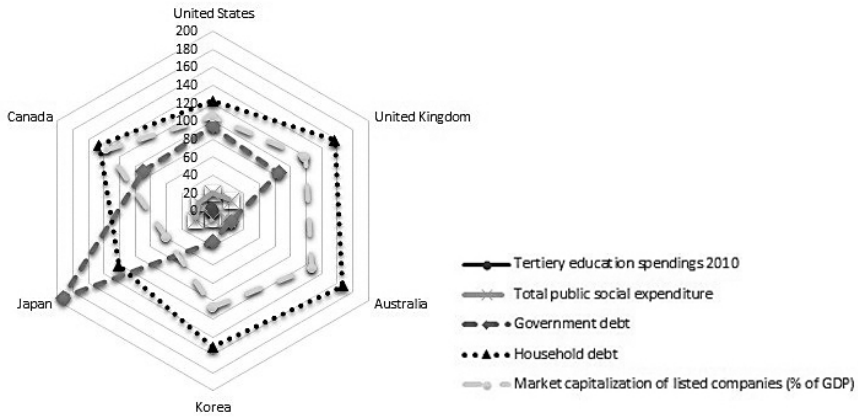 United States
200
180
160
140
120
100
80
60
40
20
0
Canada
United Kingdom
Japan
Australia
Korea
Tertiery education spendings 2010
Total public social expenditure
Government debt
Household debt
Market capitalization of listed companies (% of GDP)